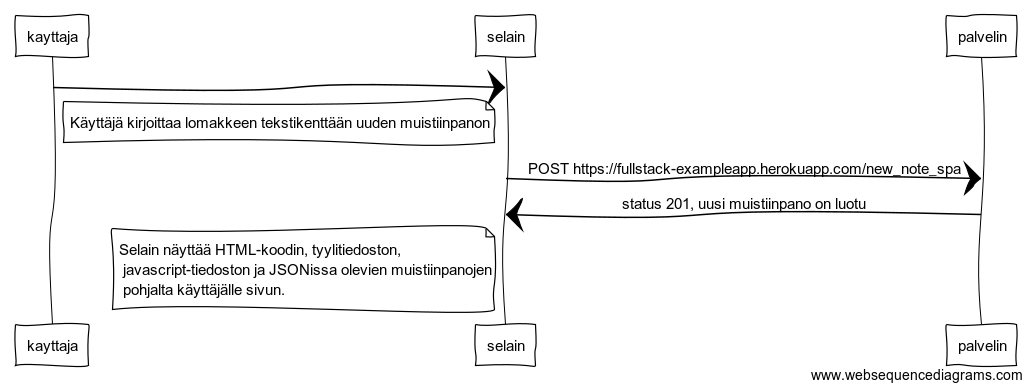 kayttaja
selain
palvelin
Käyttäjä kirjoittaa lomakkeen tekstikenttään uuden muistiinpanon
POST https://fullstack-exampleapp.herokuapp.com/new_note_spa
status 201, uusi muistiinpano on luotu
Selain näyttää HTML-koodin, tyylitiedoston,
javascript-tiedoston ja JSONissa olevien muistiinpanojen
pohjalta käyttäjälle sivun.
kayttaja
selain
palvelin
www.websequencediagrams.com